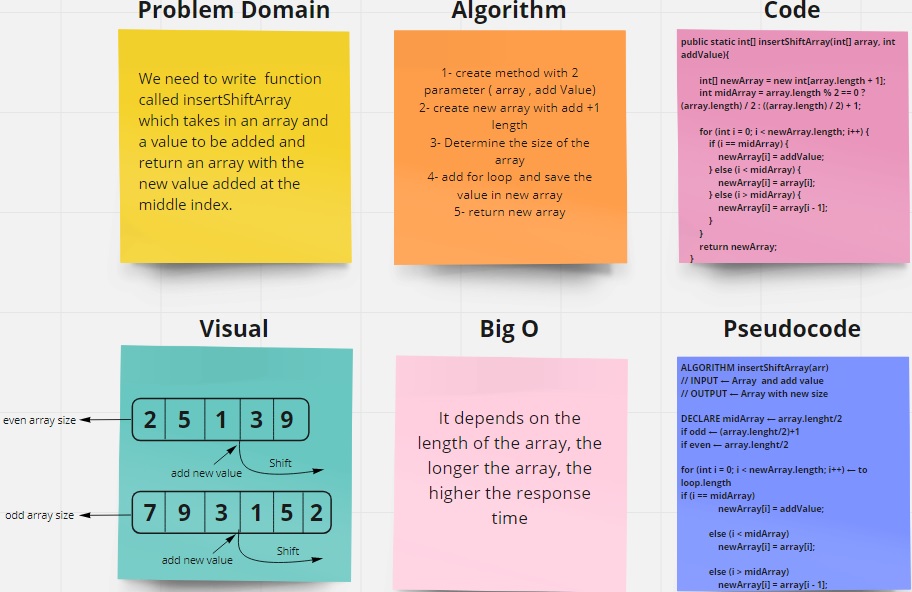 Problem Domain
We need to write function
called insertShiftArray
which takes in an array and
a value to be added and
return an array with the
new value added at the
middle index.
Algorithm
1- create method with 2
parameter ( array , add Value)
2- create new array with add +1
length
3- Determine the size of the
array
4- add for loop and save the
value in new array
5- return new array
Code
public static int[] insertShiftArray(int[] array, int
addValue){
int[] newArray = new int[array.length + 1];
int midArray = array.length % 2 == 0 ?
(array.length) / 2 : ((array.length) / 2) + 1;
for (int i = 0; i < newArray.length; i++) {
if (i == midArray) {
newArray[i] = addValue;
} else if (i < midArray) {
newArray[i] = array[i];
} else if (i > midArray) {
newArray[i] = array[i - 1];
}
}
return newArray;
}
Visual
even array size
2 5 1 3 9
add new value
Shift
odd array size
7 9 3 1 5 2
add new value
Shift
Big O
It depends on the
length of the array, the
longer the array, the
higher the response
time
Pseudocode
ALGORITHM insertShiftArray(arr)
// INPUT ← Array and add value
// OUTPUT ← Array with new size
DECLARE midArray ← array.lenght/2
if odd ← (array.lenght/2)+1
if even ← array.lenght/2
for (int i = 0; i < newArray.length; i++) ← to
loop.length
if (i == midArray)
newArray[i] = addValue;
else (i < midArray)
newArray[i] = array[i];
else (i > midArray)
newArray[i] = array[i - 1];